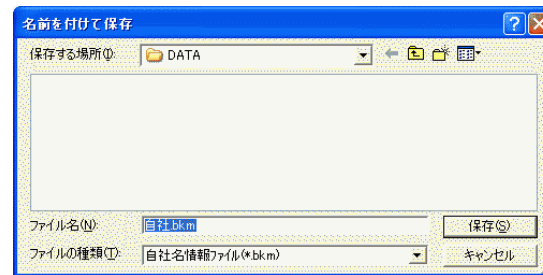 名前を付けて保存
保存する場所(I):
DATA
ファイル名(N):
自社.bkm
保存(S)
ファイルの種類(T):
自社名情報ファイル(*.bkm)
キャンセル